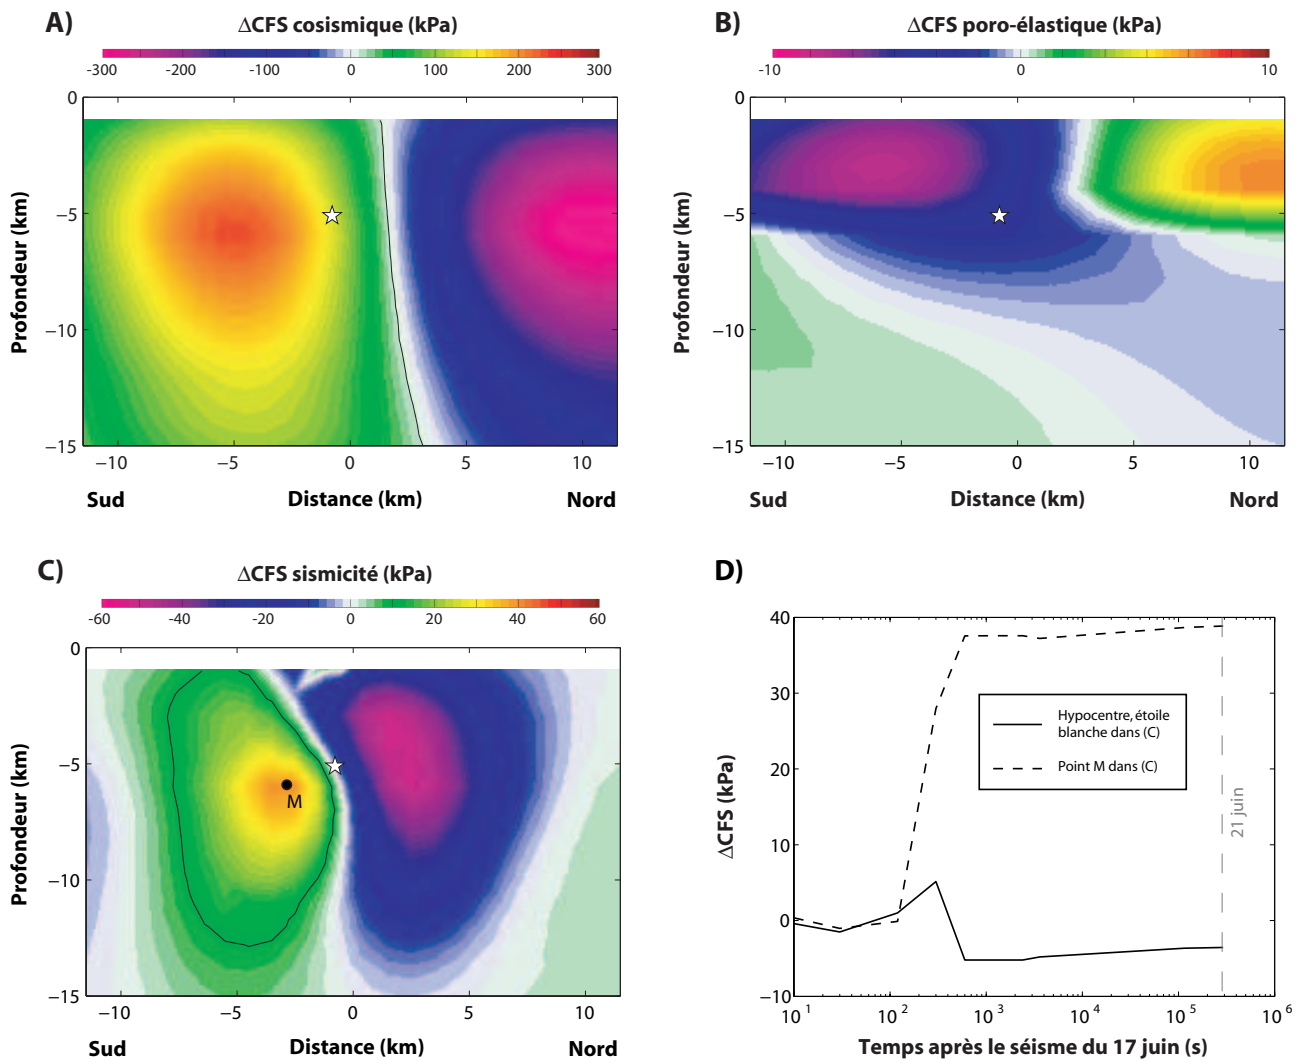 A)
ΔCFS cosismique (kPa)
-300 -200 -100 0 100 200 300
0
−5
−10
−15
Profondeur (km)
−10 −5 0 5 10
Sud Distance (km) Nord
B)
ΔCFS poro-élastique (kPa)
-10 0 10
0
−5
−10
−15
Profondeur (km)
−10 −5 0 5 10
Sud Distance (km) Nord
C)
ΔCFS sismicité (kPa)
-60 -40 -20 0 20 40 60
0
−5
−10
−15
Profondeur (km)
M
−10 −5 0 5 10
Sud Distance (km) Nord
D)
40
30
20
10
0
−10
ΔCFS (kPa)
Hypocentre, étoile
blanche dans (C)
Point M dans (C)
21 juin
10 1 10 2 10 3 10 4 10 5 10 6
Temps après le séisme du 17 juin (s)